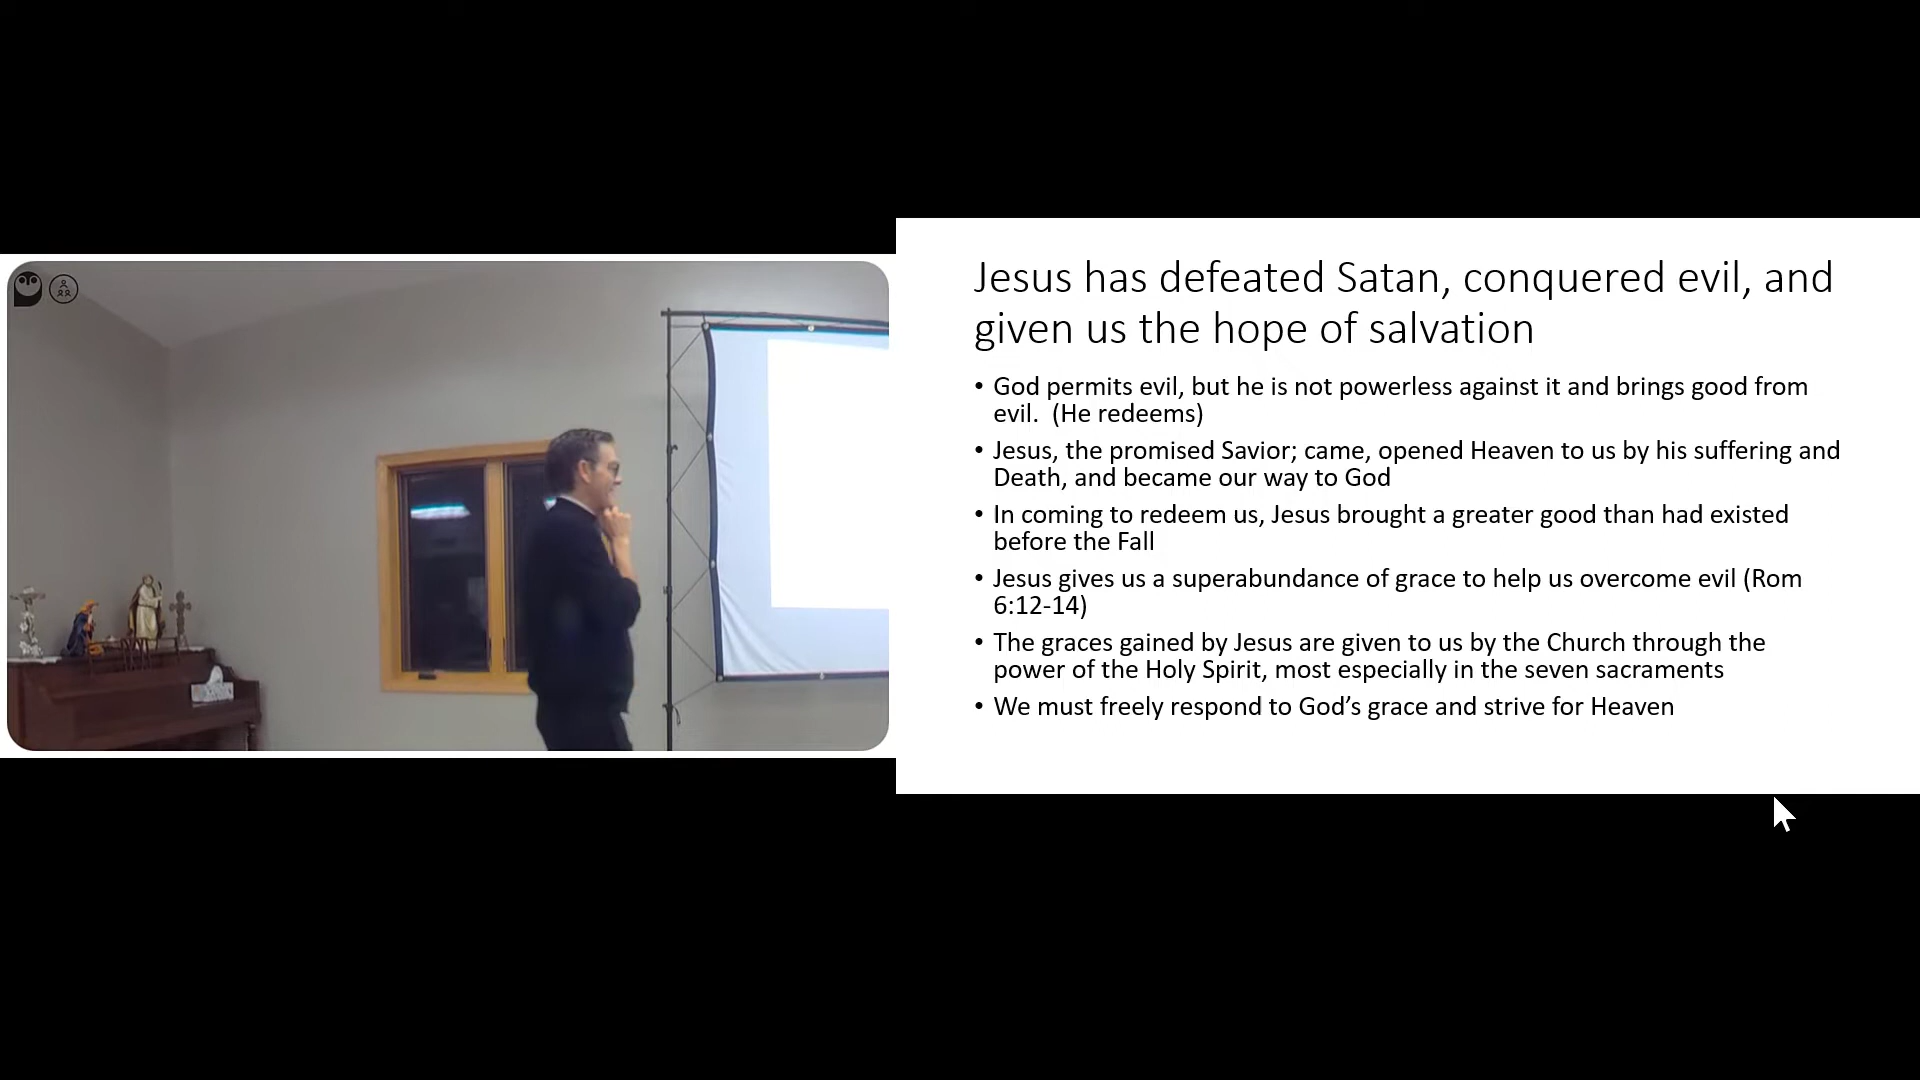 Jesus has defeated Satan, conquered evil, and
given us the hope of salvation
• God permits evil, but he is not powerless against it and brings good from
evil.  (He redeems)
• Jesus, the promised Savior; came, opened Heaven to us by his suffering and
Death, and became our way to God
• In coming to redeem us, Jesus brought a greater good than had existed
before the Fall
• Jesus gives us a superabundance of grace to help us overcome evil (Rom
6:12-14)
• The graces gained by Jesus are given to us by the Church through the
power of the Holy Spirit, most especially in the seven sacraments
• We must freely respond to God’s grace and strive for Heaven